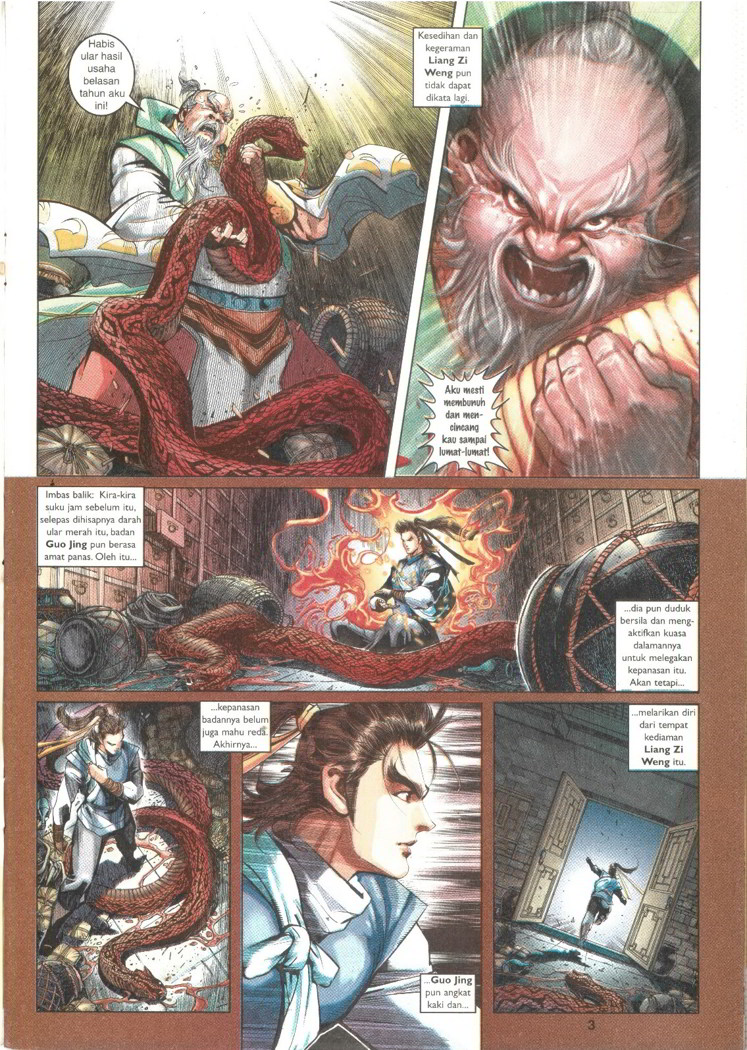 Habis
ular hasil
usaha
belasan
tahun aku
ini!
Kesedihan dan
kegeraman
Liang Zi
Weng pun
tidak dapat
dikata lagi.
Aku mesti
membunuh
dan men-
cincang
kau sampai
lumat-lumat!
Imbas balik: Kira-kira
suku jam sebelum itu,
selepas dihisapnya darah
ular merah itu, badan
Guo Jing pun berasa
amat panas. Oleh itu...
...dia pun duduk
bersila dan meng-
aktifkan kuasa
dalamannya
untuk melegakan
kepanasan itu.
Akan tetapi...
...kepanasan
badannya belum
juga mahu reda.
Akhirnya...
...Guo Jing
pun angkat
kaki dan...
...melarikan diri
dari tempat
kediaman
Liang Zi
Weng itu.
3